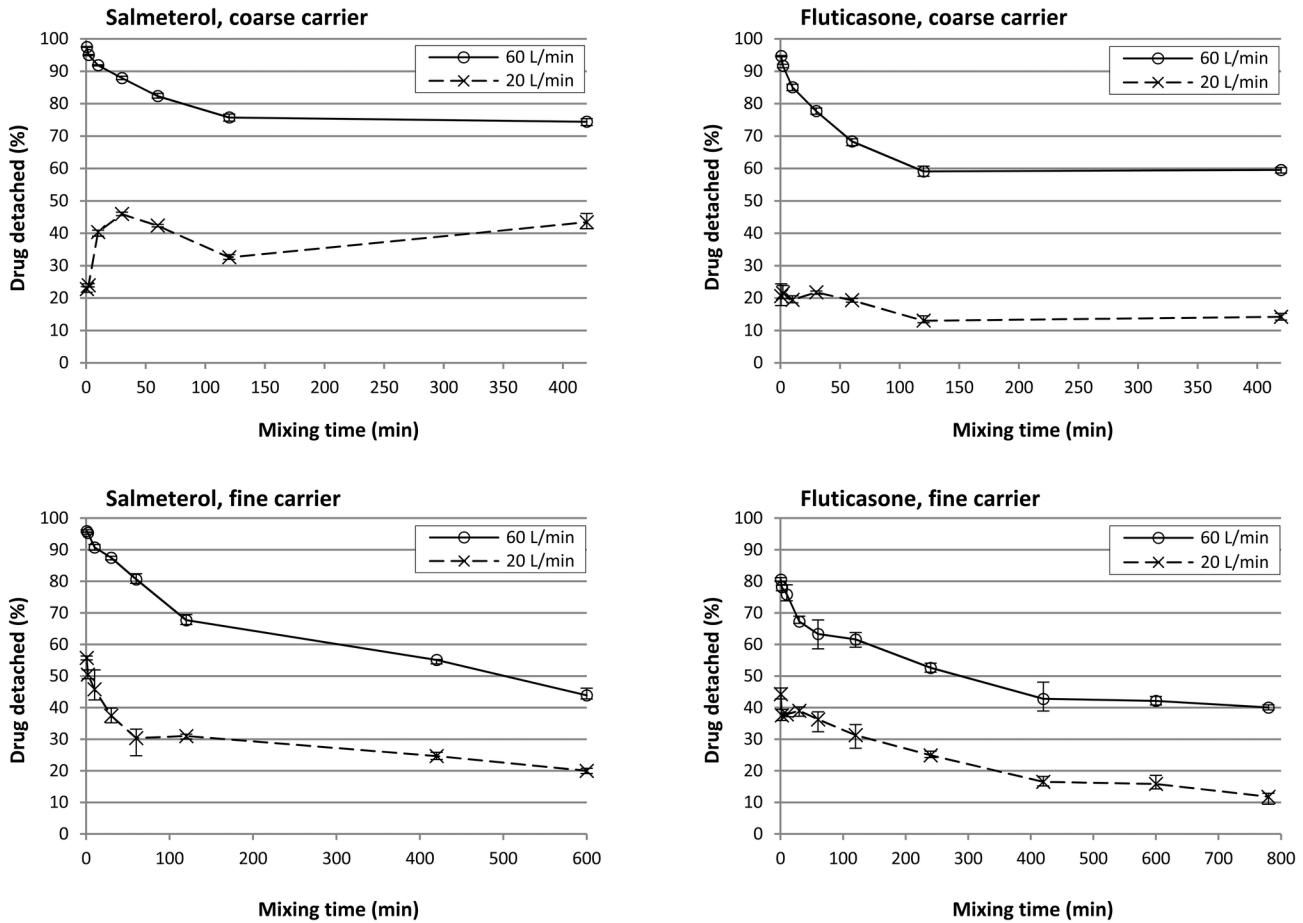 Salmeterol, coarse carrier
60 L/min
20 L/min
Drug detached (%)
100
90
80
70
60
50
40
30
20
10
0
0 50 100 150 200 250 300 350 400
Mixing time (min)
Fluticasone, coarse carrier
60 L/min
20 L/min
Drug detached (%)
100
90
80
70
60
50
40
30
20
10
0
0 50 100 150 200 250 300 350 400
Mixing time (min)
Salmeterol, fine carrier
60 L/min
20 L/min
Drug detached (%)
100
90
80
70
60
50
40
30
20
10
0
0 100 200 300 400 500 600
Mixing time (min)
Fluticasone, fine carrier
60 L/min
20 L/min
Drug detached (%)
100
90
80
70
60
50
40
30
20
10
0
0 100 200 300 400 500 600 700 800
Mixing time (min)